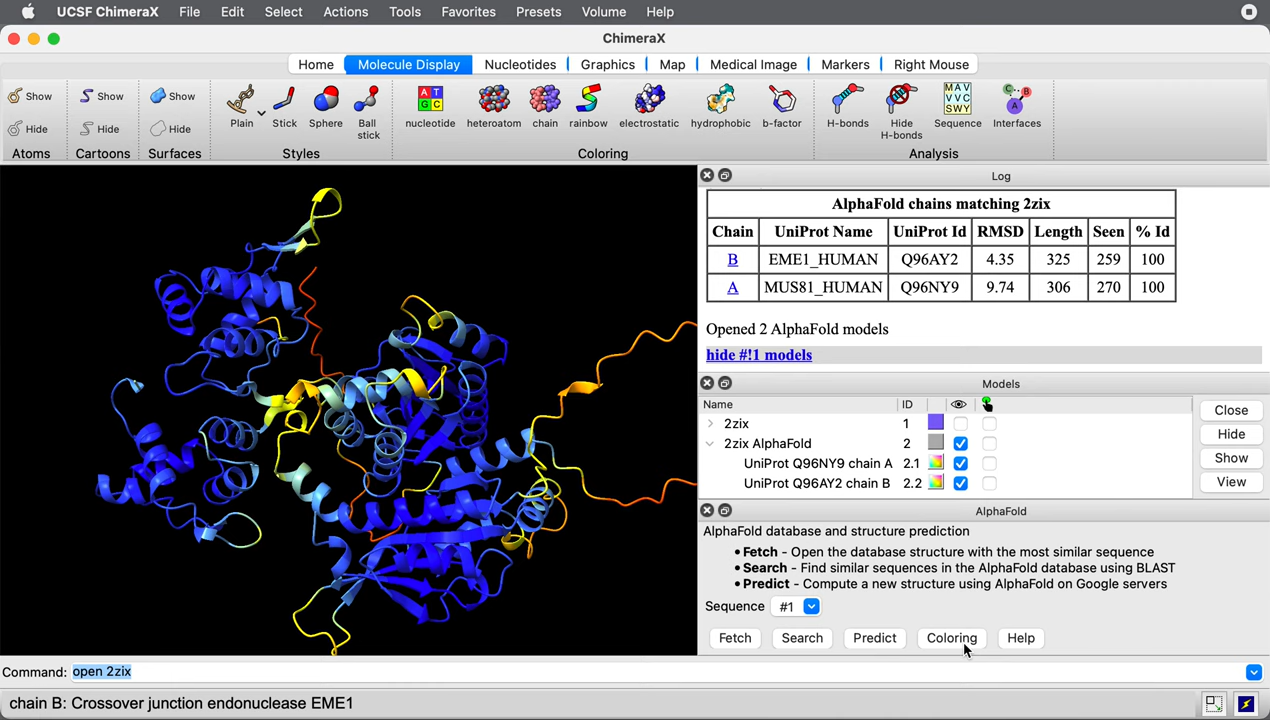 UCSF ChimeraX File Edit Select Actions Tools Favorites Presets Volume Help
ChimeraX
Home Molecule Display Nucleotides Graphics Map Medical Image Markers Right Mouse
Show Show Show
Hide Hide Hide
Atoms Cartoons Surfaces
Plain Stick Sphere Ball stick
Styles
A T G C
nucleotide heteroatom chain rainbow electrostatic hydrophobic b-factor
Coloring
MAV VVC SWY
C B A
H-bonds Hide H-bonds Sequence Interfaces
Analysis
Log
AlphaFold chains matching 2zix
Chain UniProt Name UniProt Id RMSD Length Seen % Id
B EME1_HUMAN Q96AY2 4.35 325 259 100
A MUS81_HUMAN Q96NY9 9.74 306 270 100
Opened 2 AlphaFold models
hide #!1 models
Models
Name ID
2zix 1
2zix AlphaFold 2
UniProt Q96NY9 chain A 2.1
UniProt Q96AY2 chain B 2.2
Close
Hide
Show
View
AlphaFold
AlphaFold database and structure prediction
• Fetch - Open the database structure with the most similar sequence
• Search - Find similar sequences in the AlphaFold database using BLAST
• Predict - Compute a new structure using AlphaFold on Google servers
Sequence #1
Fetch Search Predict Coloring Help
Command: open 2zix
chain B: Crossover junction endonuclease EME1